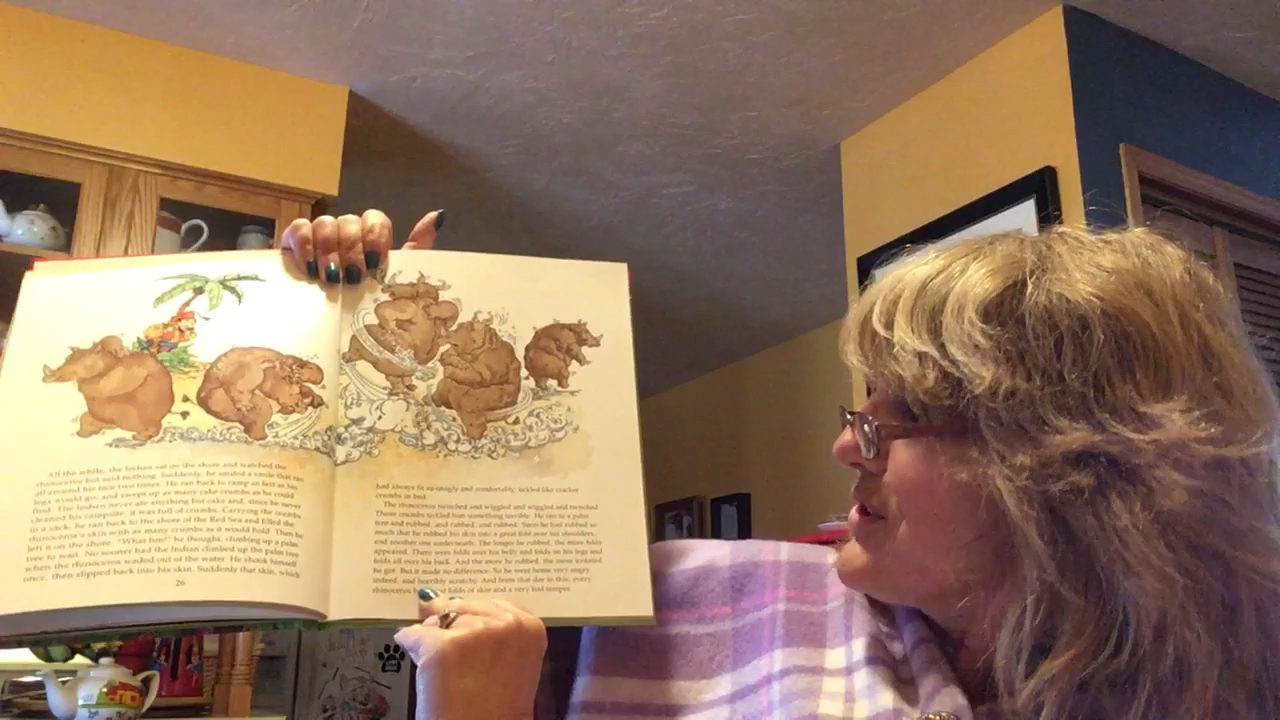 All the while, the Indian sat on the shore and watched the
rhinoceros but said nothing. Suddenly, he smiled a smile that ran
all around his face two times. He ran back to camp as fast as his
legs would go, and swept up as many cake crumbs as he could
find. The Indian never ate anything but cake and, since he never
cleaned his campsite, it was full of crumbs. Carrying the crumbs
in a sack, he ran back to the shore of the Red Sea and filled the
rhinoceros's skin with as many crumbs as it would hold. Then he
left it on the shore. "What fun!" he thought, climbing up a palm
tree to wait. No sooner had the Indian climbed up the palm tree
when the rhinoceros waded out of the water. He shook himself
once, then slipped back into his skin. Suddenly that skin, which
26
had always fit so snugly and comfortably, tickled like cracker
crumbs in bed.
The rhinoceros twitched and wiggled and wiggled and twitched.
Those crumbs tickled him something terrible. He ran to a palm
tree and rubbed, and rubbed, and rubbed. Soon he had rubbed so
much that he rubbed his skin into a great fold over his shoulders,
and another one underneath. The longer he rubbed, the more folds
appeared. There were folds over his belly and folds on his legs and
folds all over his back. And the more he rubbed, the more irritated
he got. But it made no difference. So he went home very angry
indeed, and horribly scratchy. And from that day to this, every
rhinoceros folds of skin and a very bad temper.